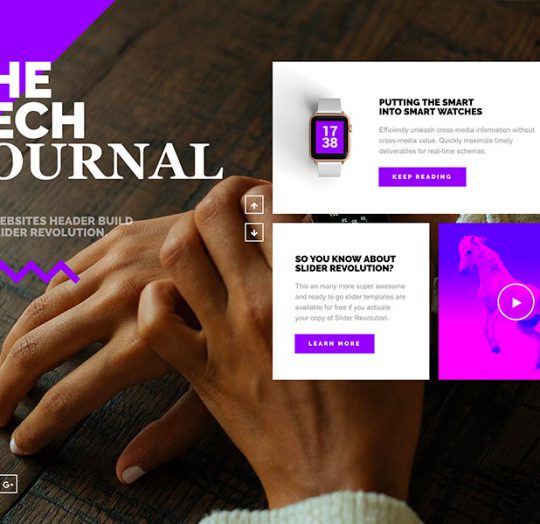 HE
ECH
OURNAL
EBSITES HEADER BUILD
LIDER REVOLUTION.
G+
PUTTING THE SMART
INTO SMART WATCHES
Efficiently unleash cross-media information without
cross-media value. Quickly maximize timely
deliverables for real-time schemas.
KEEP READING
17
38
SO YOU KNOW ABOUT
SLIDER REVOLUTION?
This an many more super awesome
and ready to go slider templates are
available for free if you activate
your copy of Slider Revolution.
LEARN MORE